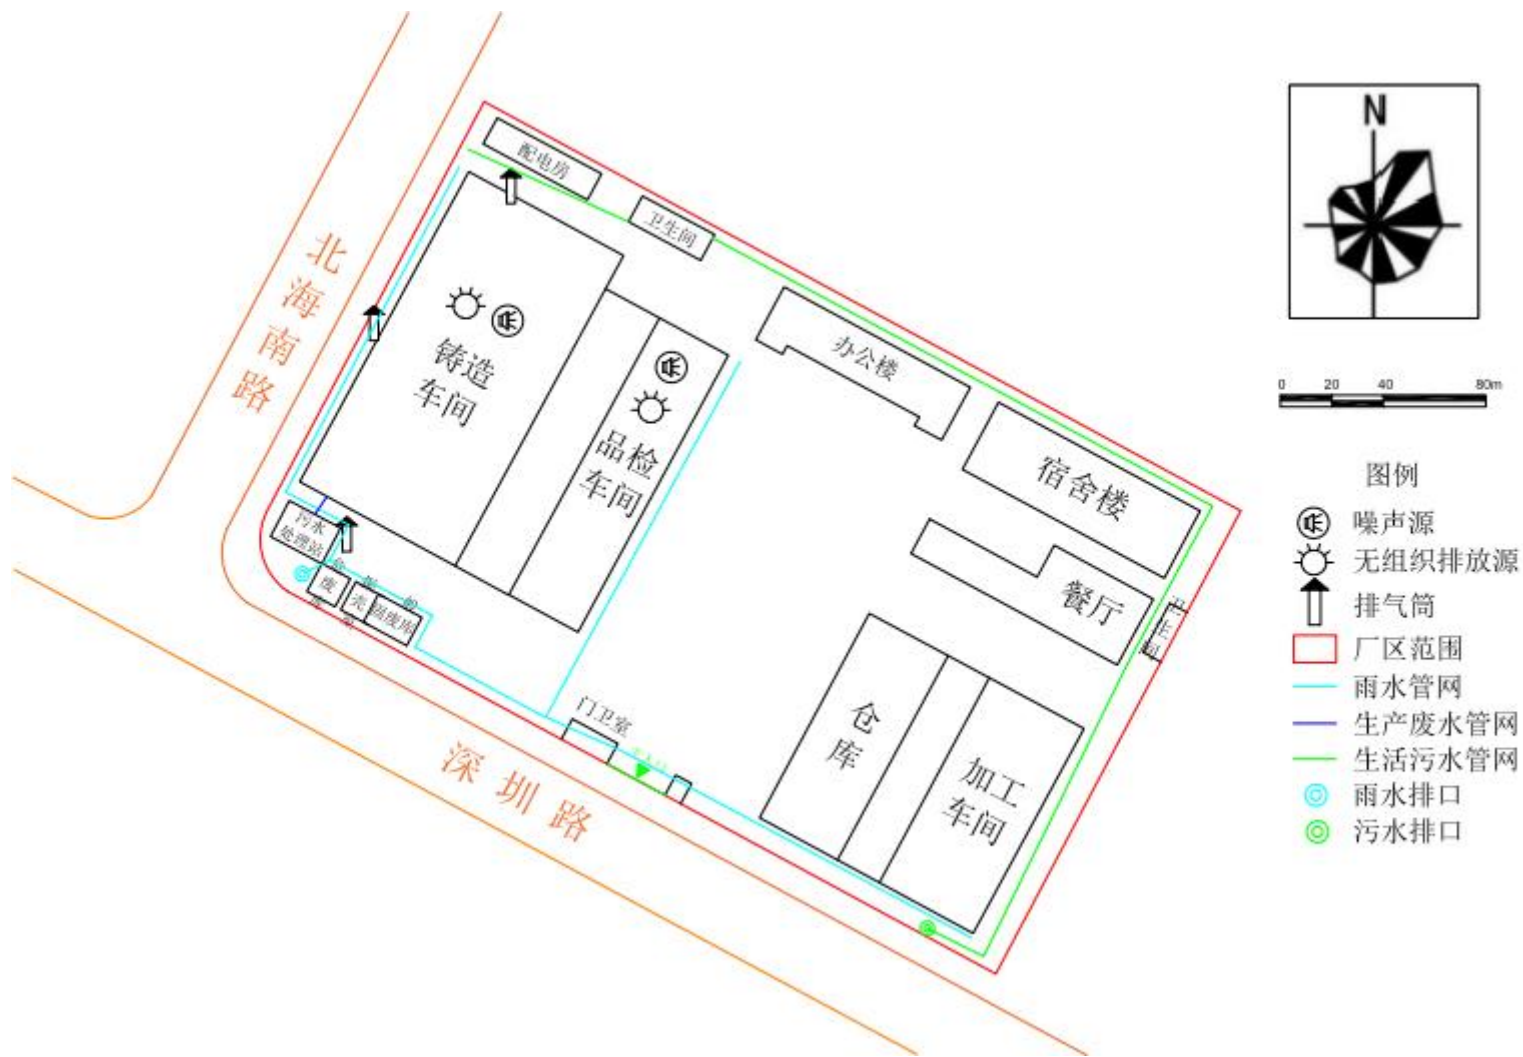 N
0 20 40 80m
图例
噪声源
无组织排放源
排气筒
厂区范围
雨水管网
生产废水管网
生活污水管网
雨水排口
污水排口
北海南路
深圳路
配电房
卫生间
铸造
车间
品检
车间
办公楼
宿舍楼
餐厅
卫生间
仓库
加工
车间
门卫室
污水
处理站